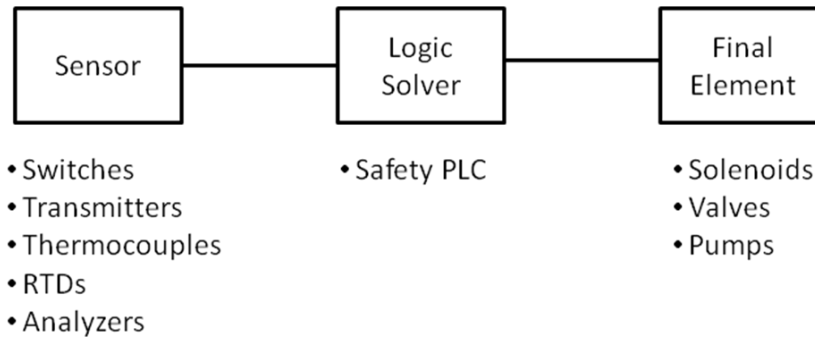 Sensor
Logic
Solver
Final
Element
• Switches
• Transmitters
• Thermocouples
• RTDs
• Analyzers
• Safety PLC
• Solenoids
• Valves
• Pumps